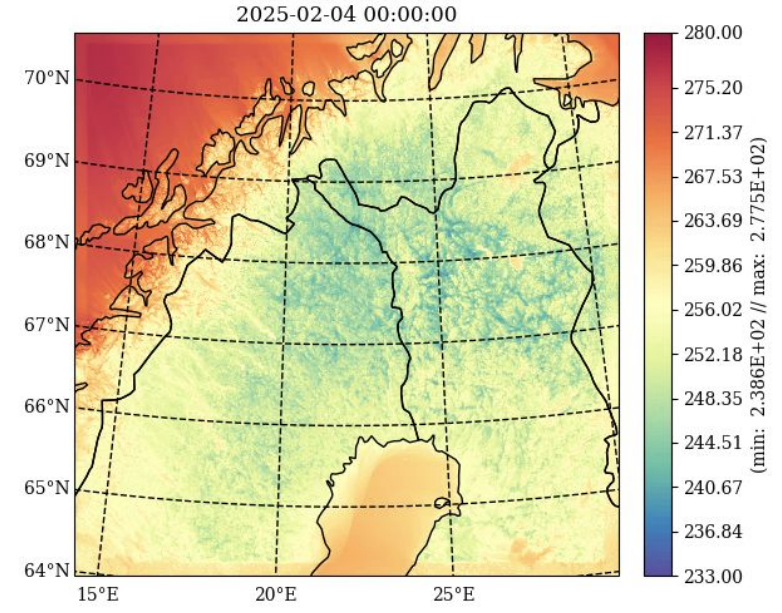 2025-02-04 00:00:00
70°N
69°N
68°N
67°N
66°N
65°N
64°N
15°E
20°E
25°E
280.00
275.20
271.37
267.53
263.69
259.86
256.02
252.18
248.35
244.51
240.67
236.84
233.00
(min: 2.386E+02 // max: 2.775E+02)